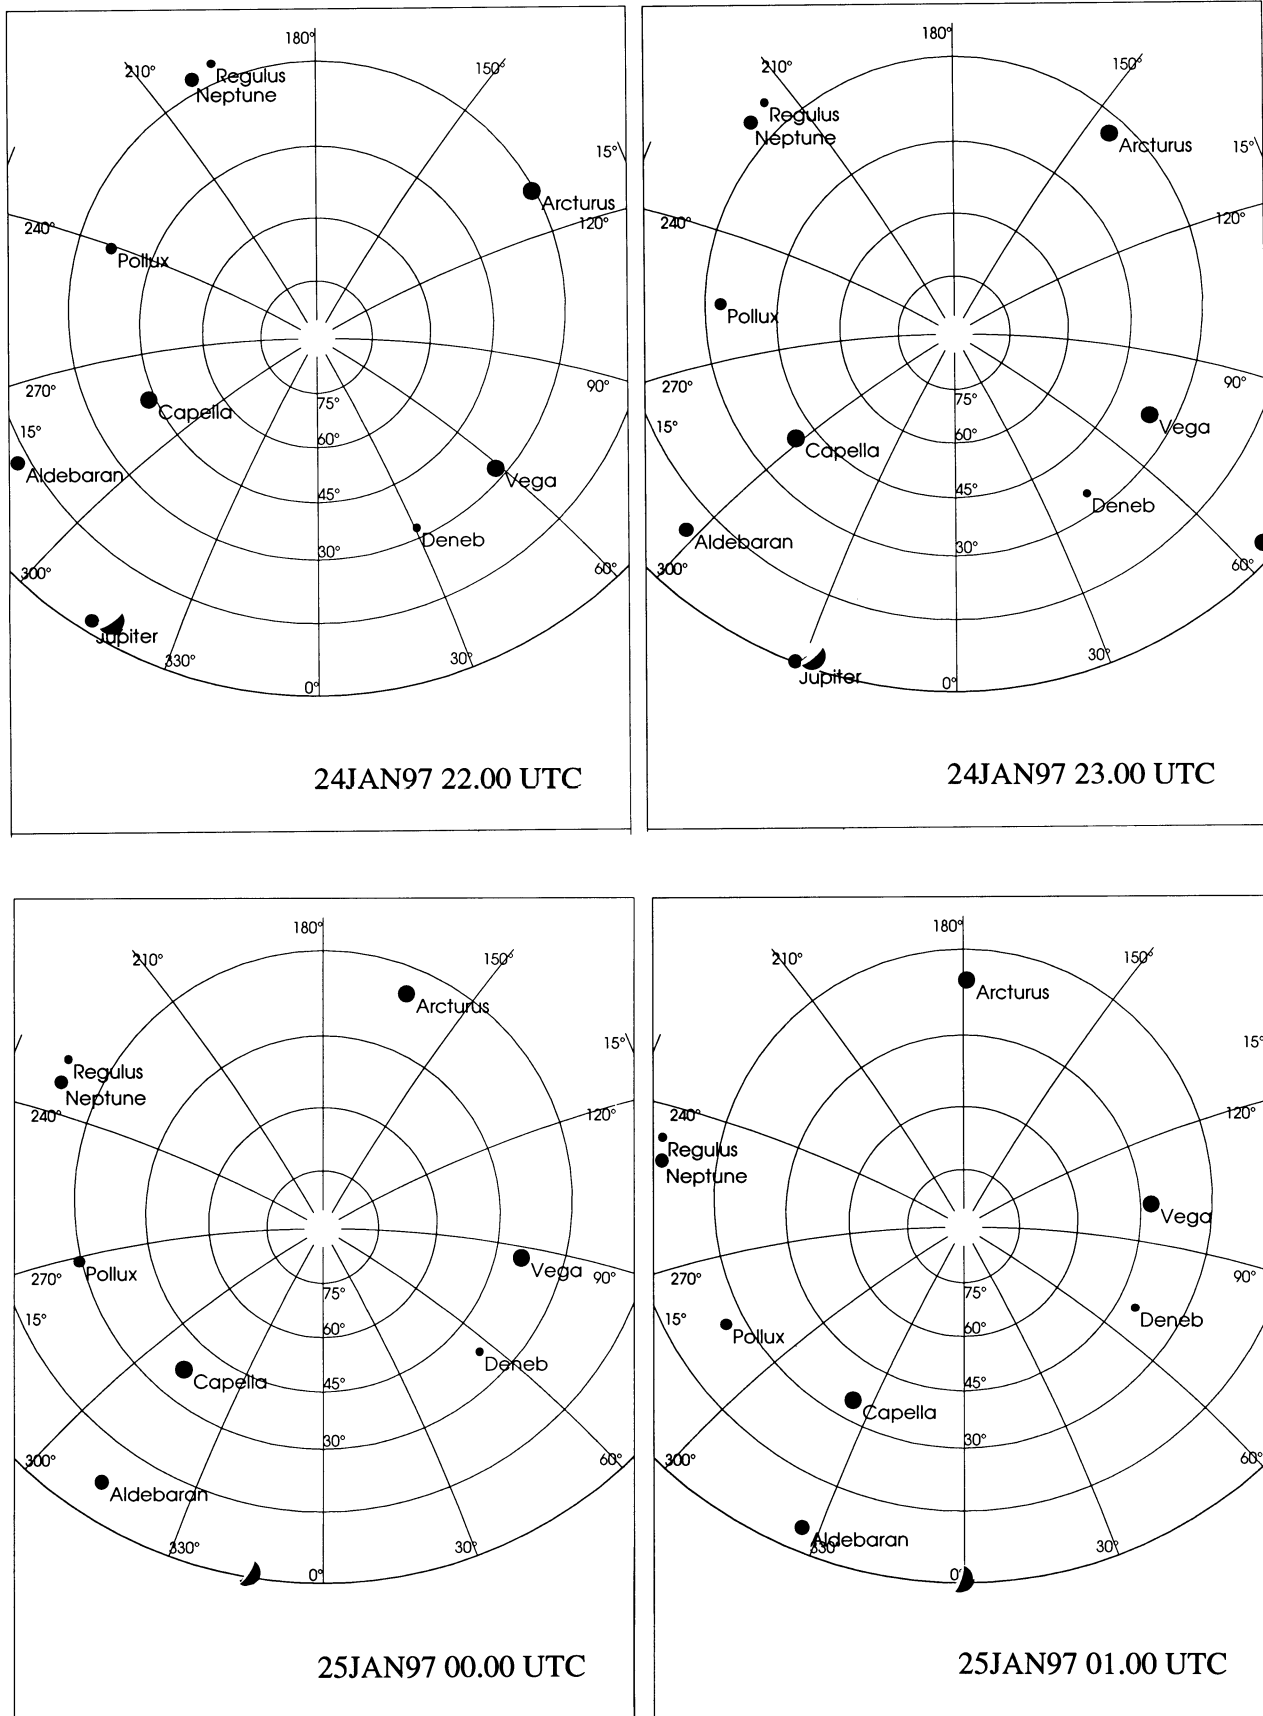 180°
210°
150°
Regulus
Neptune
15°
Arcturus
120°
240°
Pollux
90°
270°
75°
Capella
15°
60°
Aldebaran
Vega
45°
Deneb
30°
300°
60°
Jupiter
330°
30°
0°
24JAN97 22.00 UTC
180°
210°
150°
Regulus
Neptune
Arcturus
15°
240°
120°
Pollux
270°
90°
75°
15°
Vega
60°
Capella
45°
Deneb
Aldebaran
30°
300°
60°
30°
Jupiter
0°
24JAN97 23.00 UTC
180°
210°
150°
Arcturus
15°
Regulus
Neptune
240°
120°
Pollux
Vega
270°
90°
75°
15°
60°
Deneb
Capella
45°
30°
300°
60°
Aldebaran
330°
30°
0°
25JAN97 00.00 UTC
180°
210°
150°
Arcturus
15°
240°
120°
Regulus
Neptune
Vega
270°
90°
75°
15°
Deneb
60°
Pollux
45°
Capella
30°
300°
60°
Aldebaran
330°
30°
0°
25JAN97 01.00 UTC